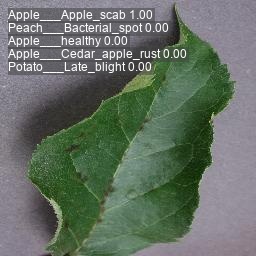 Apple___Apple_scab 1.00
Peach___Bacterial_spot 0.00
Apple___healthy 0.00
Apple___Cedar_apple_rust 0.00
Potato___Late_blight 0.00